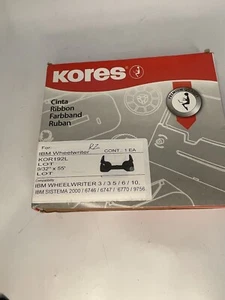 Kores
Cinta
Ribbon
Farbband
Ruban
For:
IBM Wheelwriter
CONT.: 1 EA
KOR192L
LOT
9/32" x 55'
LOT
IBM WHEELWRITER 3 / 3.5 / 6 / 10,
IBM SISTEMA 2000 / 6746 / 6747 / 6770 / 9756